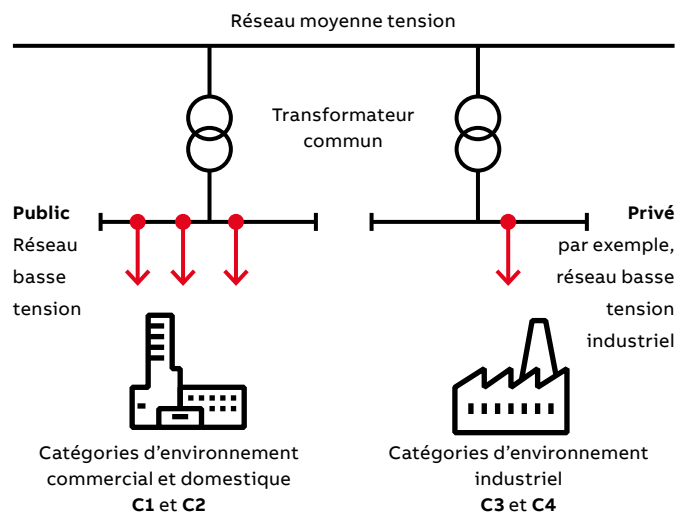 Réseau moyenne tension
Transformateur
commun
Public
Réseau
basse
tension
Privé
par exemple,
réseau basse
tension
industriel
Catégories d'environnement
commercial et domestique
C1 et C2
Catégories d'environnement
industriel
C3 et C4